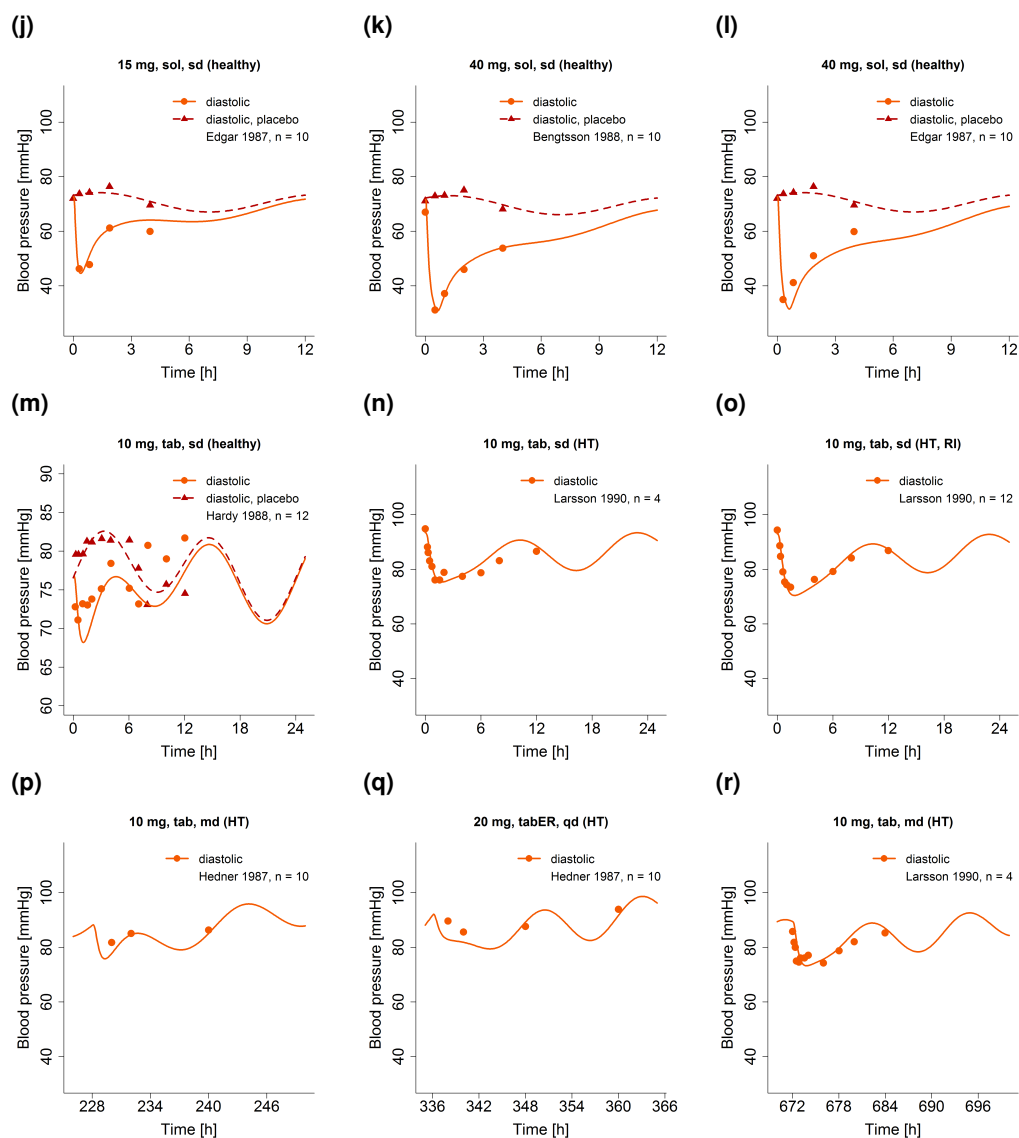 (j)
15 mg, sol, sd (healthy)
diastolic
diastolic, placebo
Edgar 1987, n = 10
Blood pressure [mmHg]
100
80
60
40
0 3 6 9 12
Time [h]
(k)
40 mg, sol, sd (healthy)
diastolic
diastolic, placebo
Bengtsson 1988, n = 10
Blood pressure [mmHg]
100
80
60
40
0 3 6 9 12
Time [h]
(l)
40 mg, sol, sd (healthy)
diastolic
diastolic, placebo
Edgar 1987, n = 10
Blood pressure [mmHg]
100
80
60
40
0 3 6 9 12
Time [h]
(m)
10 mg, tab, sd (healthy)
diastolic
diastolic, placebo
Hardy 1988, n = 12
Blood pressure [mmHg]
90
85
80
75
70
65
60
0 6 12 18 24
Time [h]
(n)
10 mg, tab, sd (HT)
diastolic
Larsson 1990, n = 4
Blood pressure [mmHg]
100
80
60
40
0 6 12 18 24
Time [h]
(o)
10 mg, tab, sd (HT, RI)
diastolic
Larsson 1990, n = 12
Blood pressure [mmHg]
100
80
60
40
0 6 12 18 24
Time [h]
(p)
10 mg, tab, md (HT)
diastolic
Hedner 1987, n = 10
Blood pressure [mmHg]
100
80
60
40
228 234 240 246
Time [h]
(q)
20 mg, tabER, qd (HT)
diastolic
Hedner 1987, n = 10
Blood pressure [mmHg]
100
80
60
40
336 342 348 354 360 366
Time [h]
(r)
10 mg, tab, md (HT)
diastolic
Larsson 1990, n = 4
Blood pressure [mmHg]
100
80
60
40
672 678 684 690 696
Time [h]